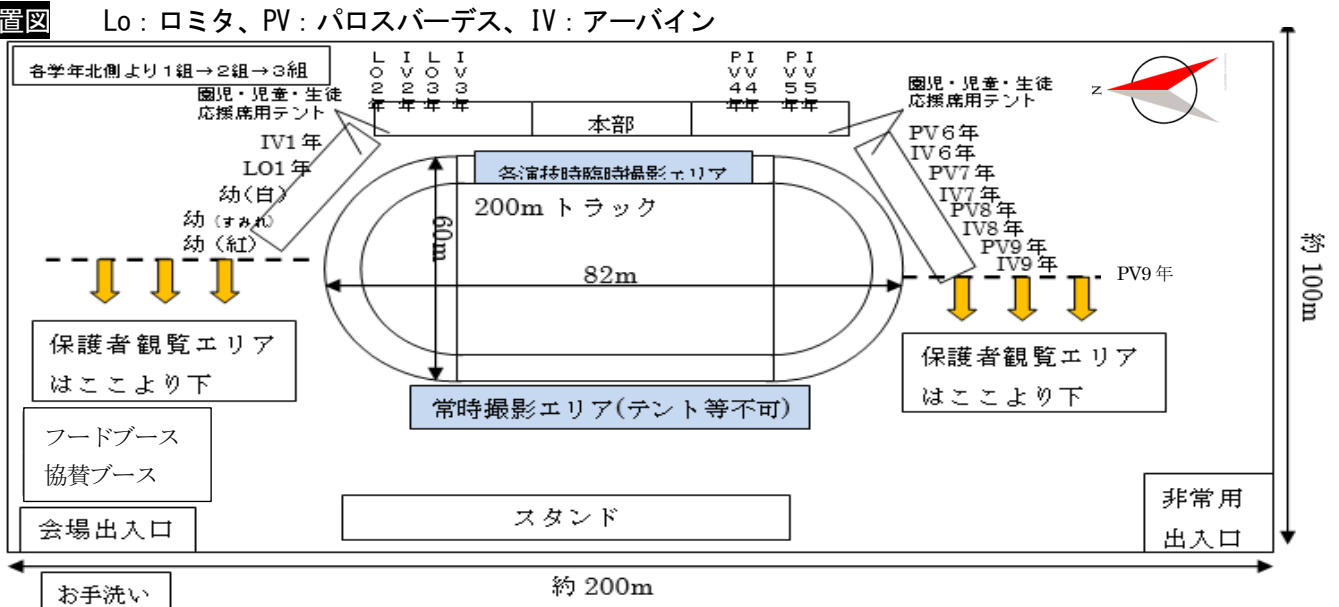 置図 Lo：ロミタ、PV：パロスバーデス、IV：アーバイン
各学年北側より1組→2組→3組
園児・児童・生徒
応援席用テント
LO2年
IV2年
LO3年
IV3年
本部
PV4年
IV4年
PV5年
IV5年
園児・児童・生徒
応援席用テント
z
IV1年
LO1年
幼(白)
幼（すみれ）
幼（紅）
PV6年
IV6年
PV7年
IV7年
PV8年
IV8年
PV9年
IV9年
PV9年
各演技時臨時撮影エリア
200mトラック
60m
82m
約100m
保護者観覧エリア
はここより下
保護者観覧エリア
はここより下
常時撮影エリア(テント等不可)
フードブース
協賛ブース
会場出入口
スタンド
非常用
出入口
約200m
お手洗い